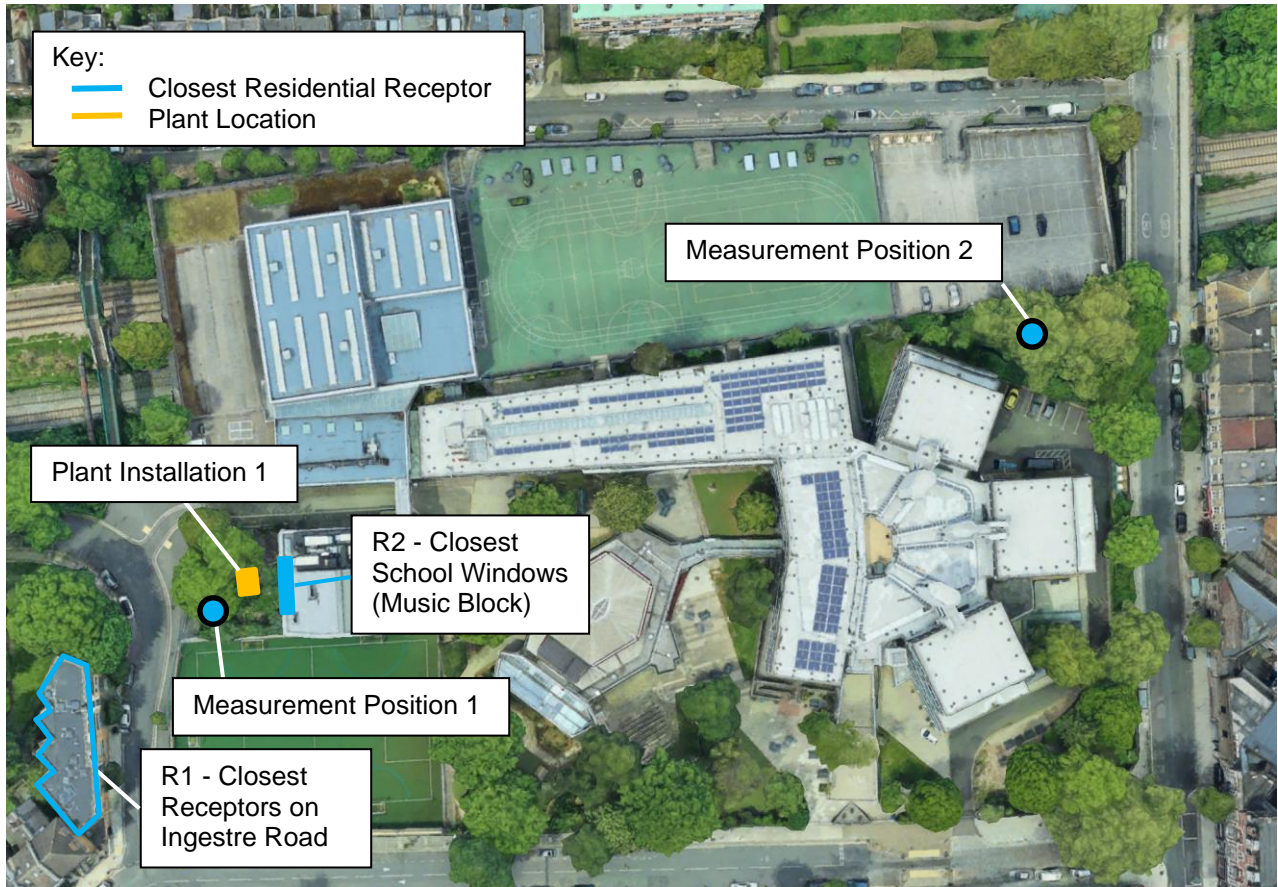 Key:
Closest Residential Receptor
Plant Location
Measurement Position 2
Plant Installation 1
R2 - Closest
School Windows
(Music Block)
Measurement Position 1
R1 - Closest
Receptors on
Ingestre Road